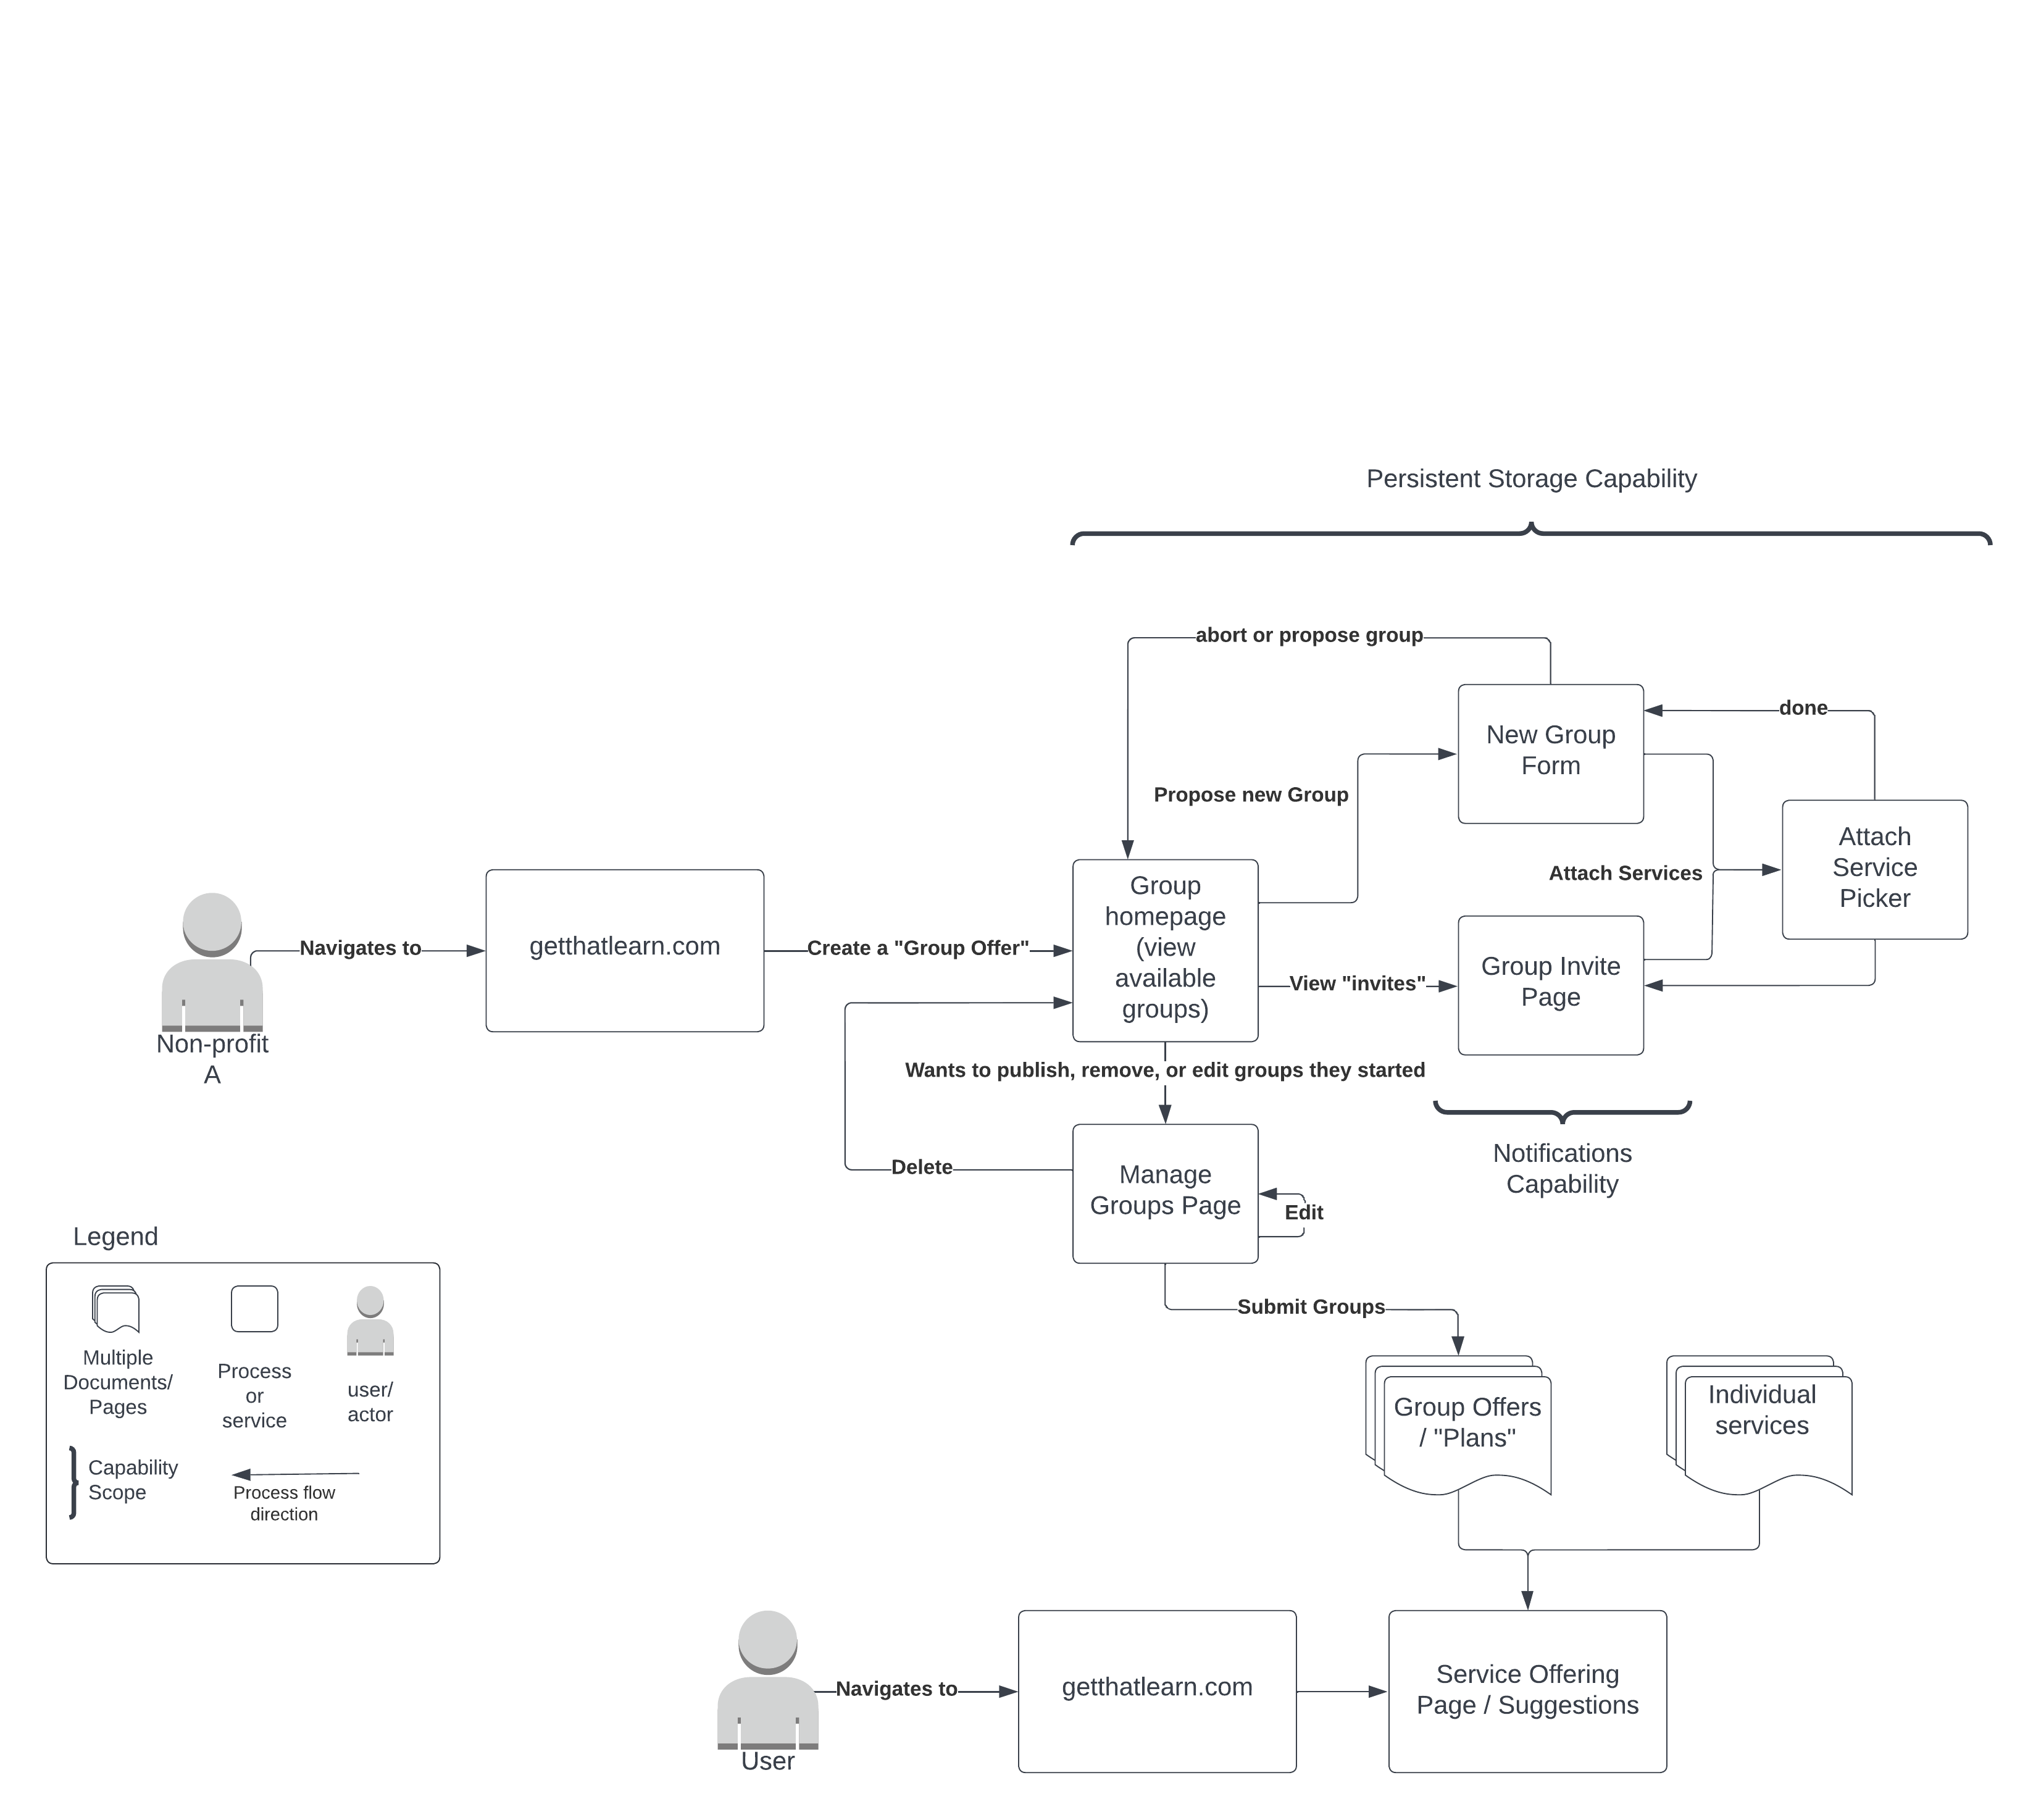 Persistent Storage Capability
abort or propose group
New Group
Form
done
Propose new Group
Attach
Service
Picker
Attach Services
Group
homepage
(view
available
groups)
Non-profit
A
Navigates to
getthatlearn.com
Create a "Group Offer"
View "invites"
Group Invite
Page
Wants to publish, remove, or edit groups they started
Notifications
Capability
Delete
Manage
Groups Page
Edit
Submit Groups
Legend
Multiple
Documents/
Pages
Process
or
service
user/
actor
Capability
Scope
Process flow
direction
Group Offers
/ "Plans"
Individual
services
User
Navigates to
getthatlearn.com
Service Offering
Page / Suggestions